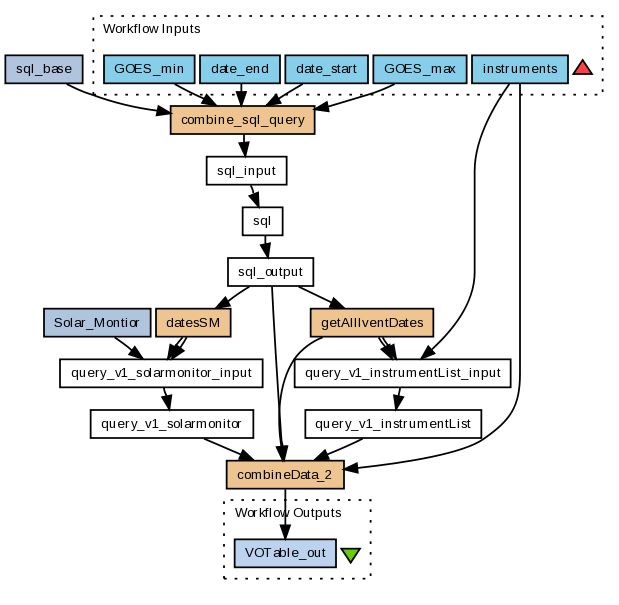 Workflow Inputs
sql_base
GOES_min
date_end
date_start
GOES_max
instruments
combine_sql_query
sql_input
sql
sql_output
Solar_Montior
datesSM
getAllIventDates
query_v1_solarmonitor_input
query_v1_instrumentList_input
query_v1_solarmonitor
query_v1_instrumentList
combineData_2
Workflow Outputs
VOTable_out